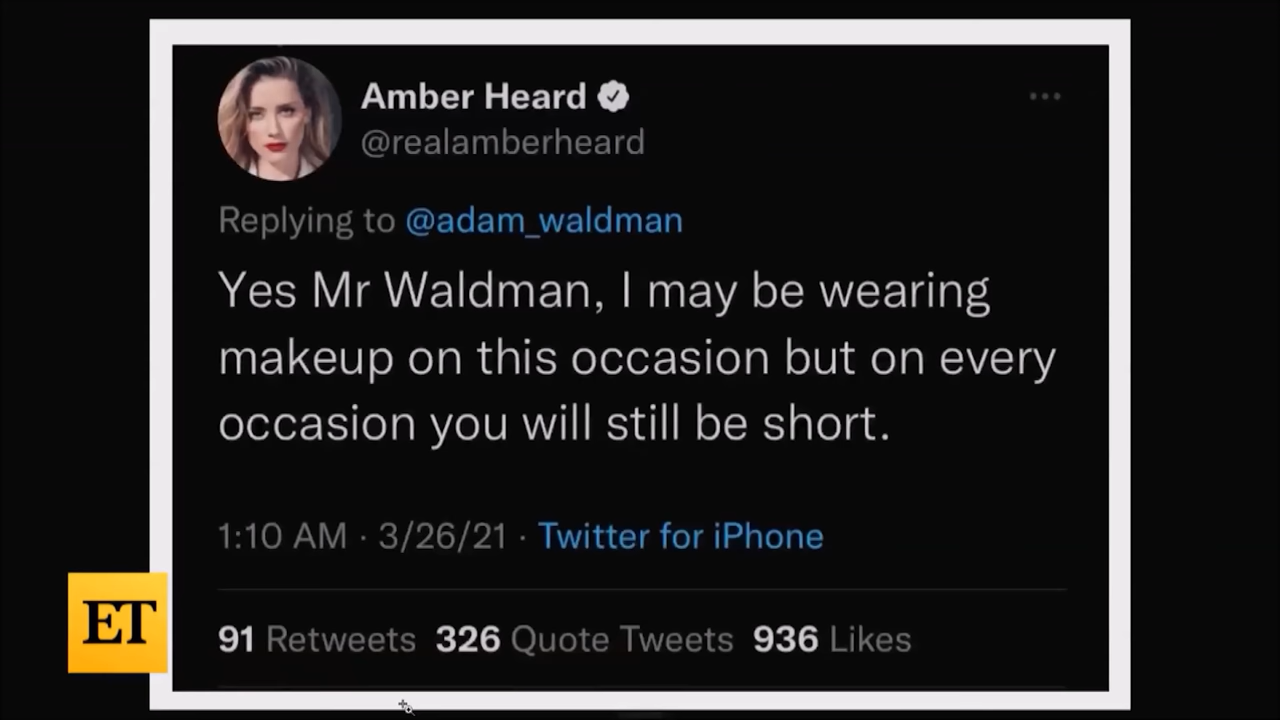 Amber Heard
@realamberheard
Replying to @adam_waldman
Yes Mr Waldman, I may be wearing
makeup on this occasion but on every
occasion you will still be short.
1:10 AM · 3/26/21 · Twitter for iPhone
91 Retweets 326 Quote Tweets 936 Likes
ET